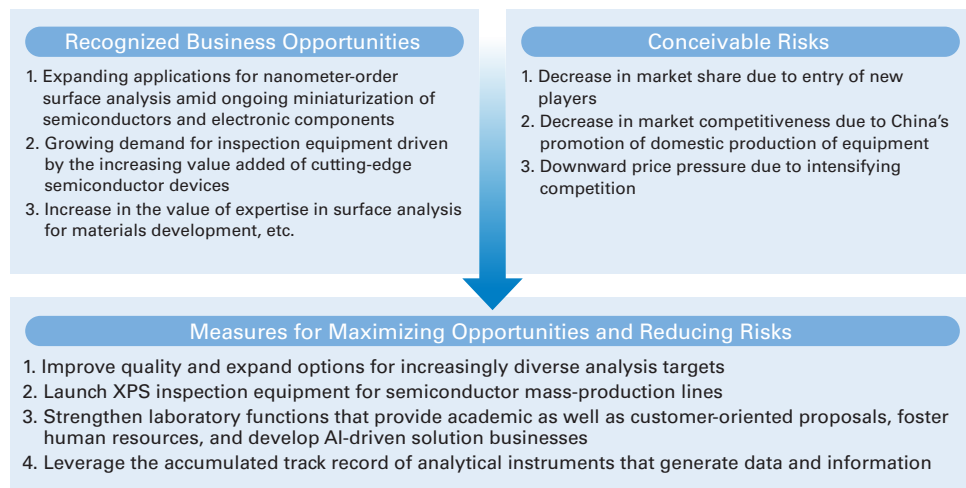 Recognized Business Opportunities
1. Expanding applications for nanometer-order
surface analysis amid ongoing miniaturization of
semiconductors and electronic components
2. Growing demand for inspection equipment driven
by the increasing value added of cutting-edge
semiconductor devices
3. Increase in the value of expertise in surface analysis
for materials development, etc.
Conceivable Risks
1. Decrease in market share due to entry of new
players
2. Decrease in market competitiveness due to China’s
promotion of domestic production of equipment
3. Downward price pressure due to intensifying
competition
Measures for Maximizing Opportunities and Reducing Risks
1. Improve quality and expand options for increasingly diverse analysis targets
2. Launch XPS inspection equipment for semiconductor mass-production lines
3. Strengthen laboratory functions that provide academic as well as customer-oriented proposals, foster
human resources, and develop AI-driven solution businesses
4. Leverage the accumulated track record of analytical instruments that generate data and information